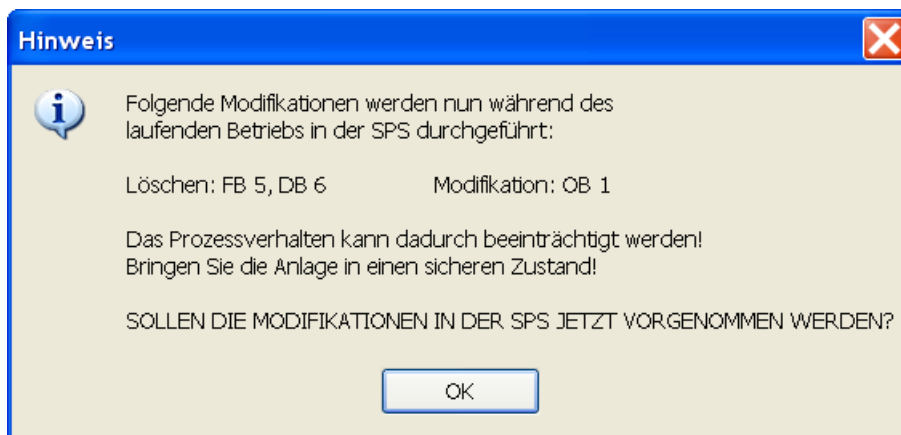 Hinweis
Folgende Modifikationen werden nun während des
laufenden Betriebs in der SPS durchgeführt:
Löschen: FB 5, DB 6 Modifikation: OB 1
Das Prozessverhalten kann dadurch beeinträchtigt werden!
Bringen Sie die Anlage in einen sicheren Zustand!
SOLLEN DIE MODIFIKATIONEN IN DER SPS JETZT VORGENOMMEN WERDEN?
OK